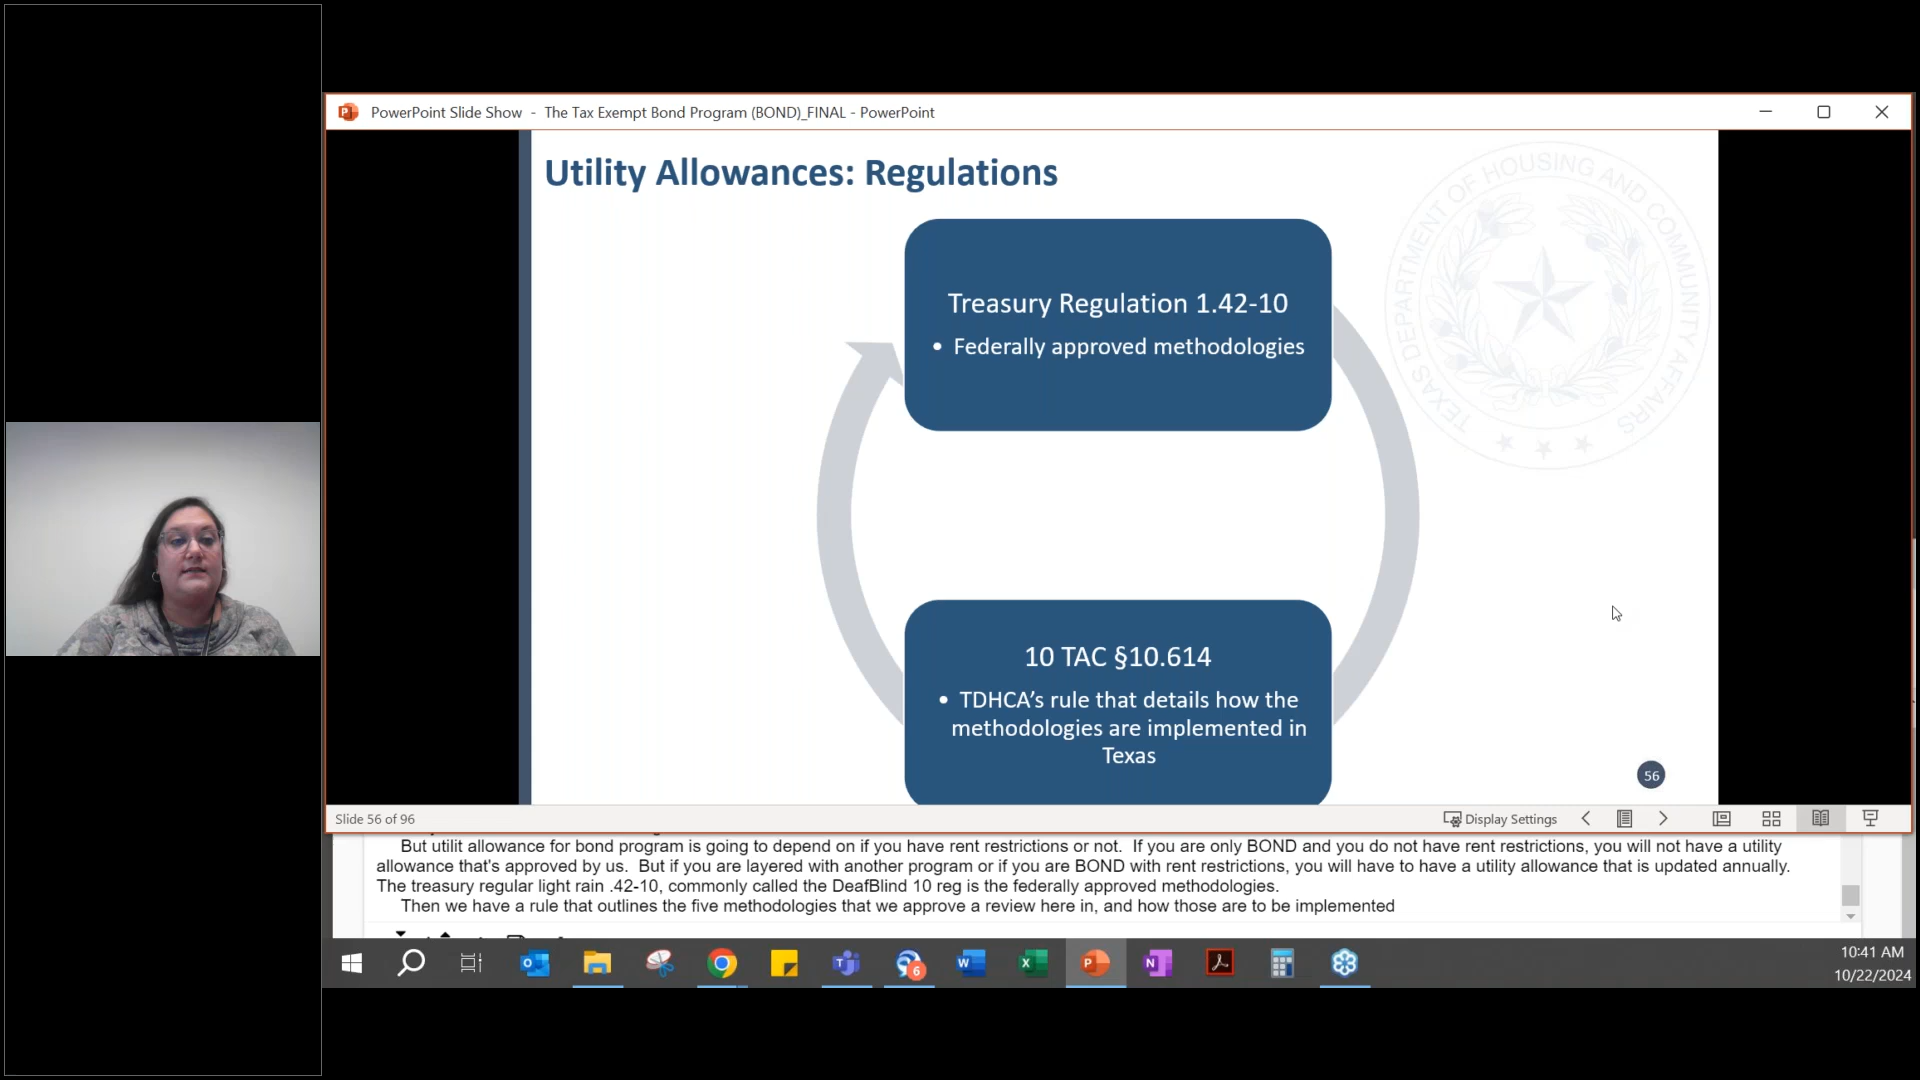 PowerPoint Slide Show - The Tax Exempt Bond Program (BOND)_FINAL - PowerPoint
Utility Allowances: Regulations
TEXAS DEPARTMENT OF HOUSING AND COMMUNITY AFFAIRS
Treasury Regulation 1.42-10
• Federally approved methodologies
10 TAC §10.614
• TDHCA’s rule that details how the
methodologies are implemented in
Texas
56
Slide 56 of 96
Display Settings
But utilit allowance for bond program is going to depend on if you have rent restrictions or not. If you are only BOND and you do not have rent restrictions, you will not have a utility
allowance that's approved by us. But if you are layered with another program or if you are BOND with rent restrictions, you will have to have a utility allowance that is updated annually.
The treasury regular light rain .42-10, commonly called the DeafBlind 10 reg is the federally approved methodologies.
Then we have a rule that outlines the five methodologies that we approve a review here in, and how those are to be implemented
6
10:41 AM
10/22/2024